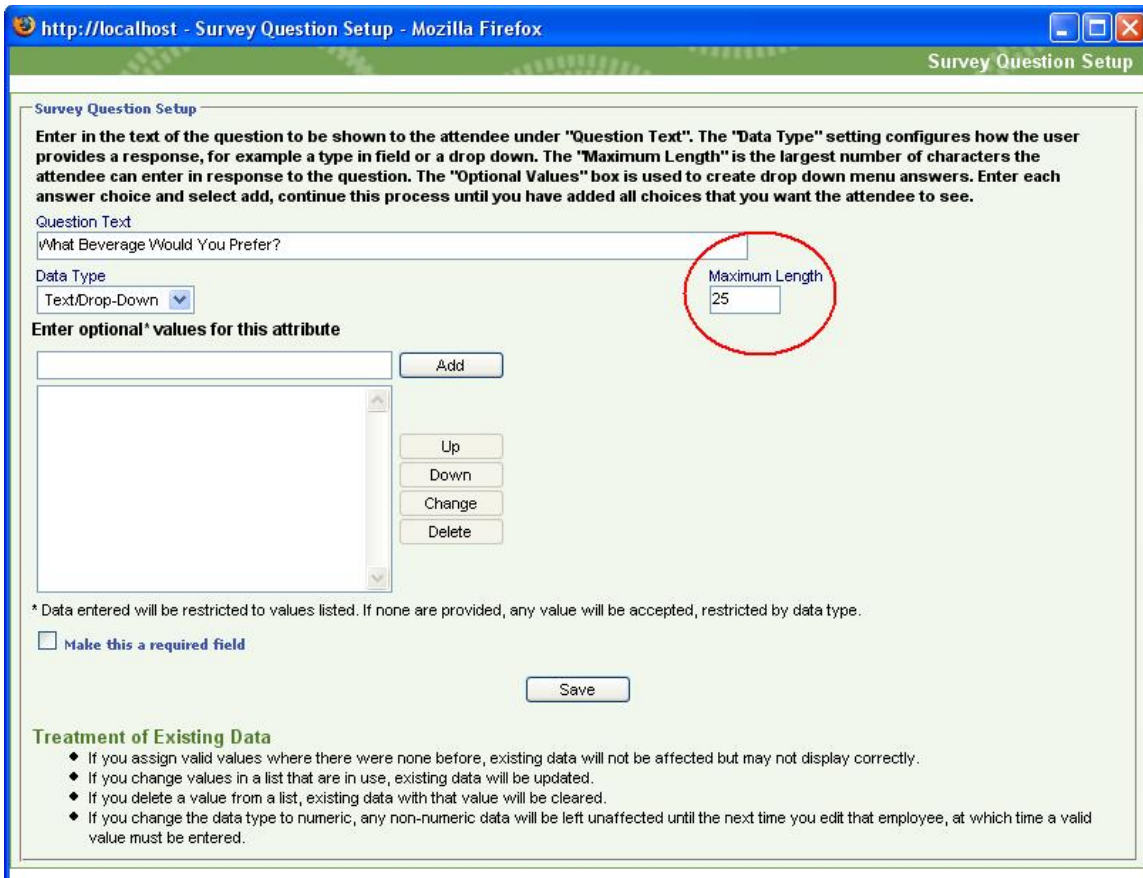 http://localhost - Survey Question Setup - Mozilla Firefox
Survey Question Setup
Survey Question Setup
Enter in the text of the question to be shown to the attendee under "Question Text". The "Data Type" setting configures how the user
provides a response, for example a type in field or a drop down. The "Maximum Length" is the largest number of characters the
attendee can enter in response to the question. The "Optional Values" box is used to create drop down menu answers. Enter each
answer choice and select add, continue this process until you have added all choices that you want the attendee to see.
Question Text
What Beverage Would You Prefer?
Data Type
Maximum Length
Text/Drop-Down
25
Enter optional* values for this attribute
Add
Up
Down
Change
Delete
* Data entered will be restricted to values listed. If none are provided, any value will be accepted, restricted by data type.
Make this a required field
Save
Treatment of Existing Data
If you assign valid values where there were none before, existing data will not be affected but may not display correctly.
If you change values in a list that are in use, existing data will be updated.
If you delete a value from a list, existing data with that value will be cleared.
If you change the data type to numeric, any non-numeric data will be left unaffected until the next time you edit that employee, at which time a valid
value must be entered.